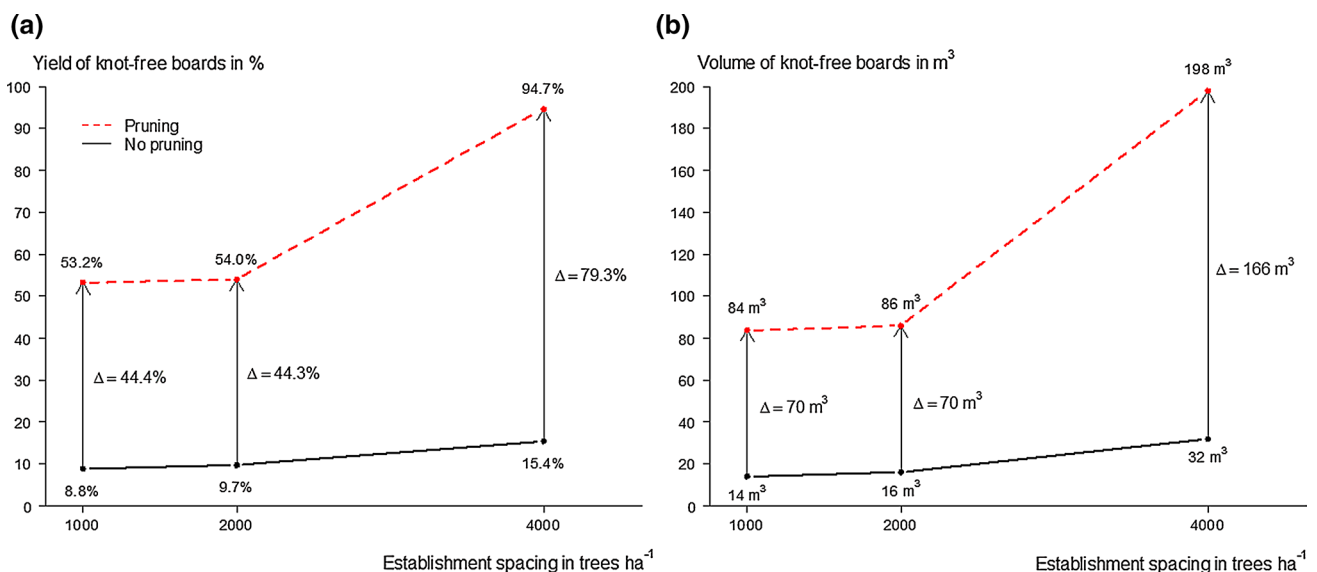 (a)
Yield of knot-free boards in %
100
90
80
70
60
50
40
30
20
10
0
Pruning
No pruning
53.2%
54.0%
94.7%
Δ = 44.4%
Δ = 44.3%
Δ = 79.3%
8.8%
9.7%
15.4%
1000
2000
4000
Establishment spacing in trees ha⁻¹
(b)
Volume of knot-free boards in m³
200
180
160
140
120
100
80
60
40
20
0
84 m³
86 m³
198 m³
Δ = 70 m³
Δ = 70 m³
Δ = 166 m³
14 m³
16 m³
32 m³
1000
2000
4000
Establishment spacing in trees ha⁻¹